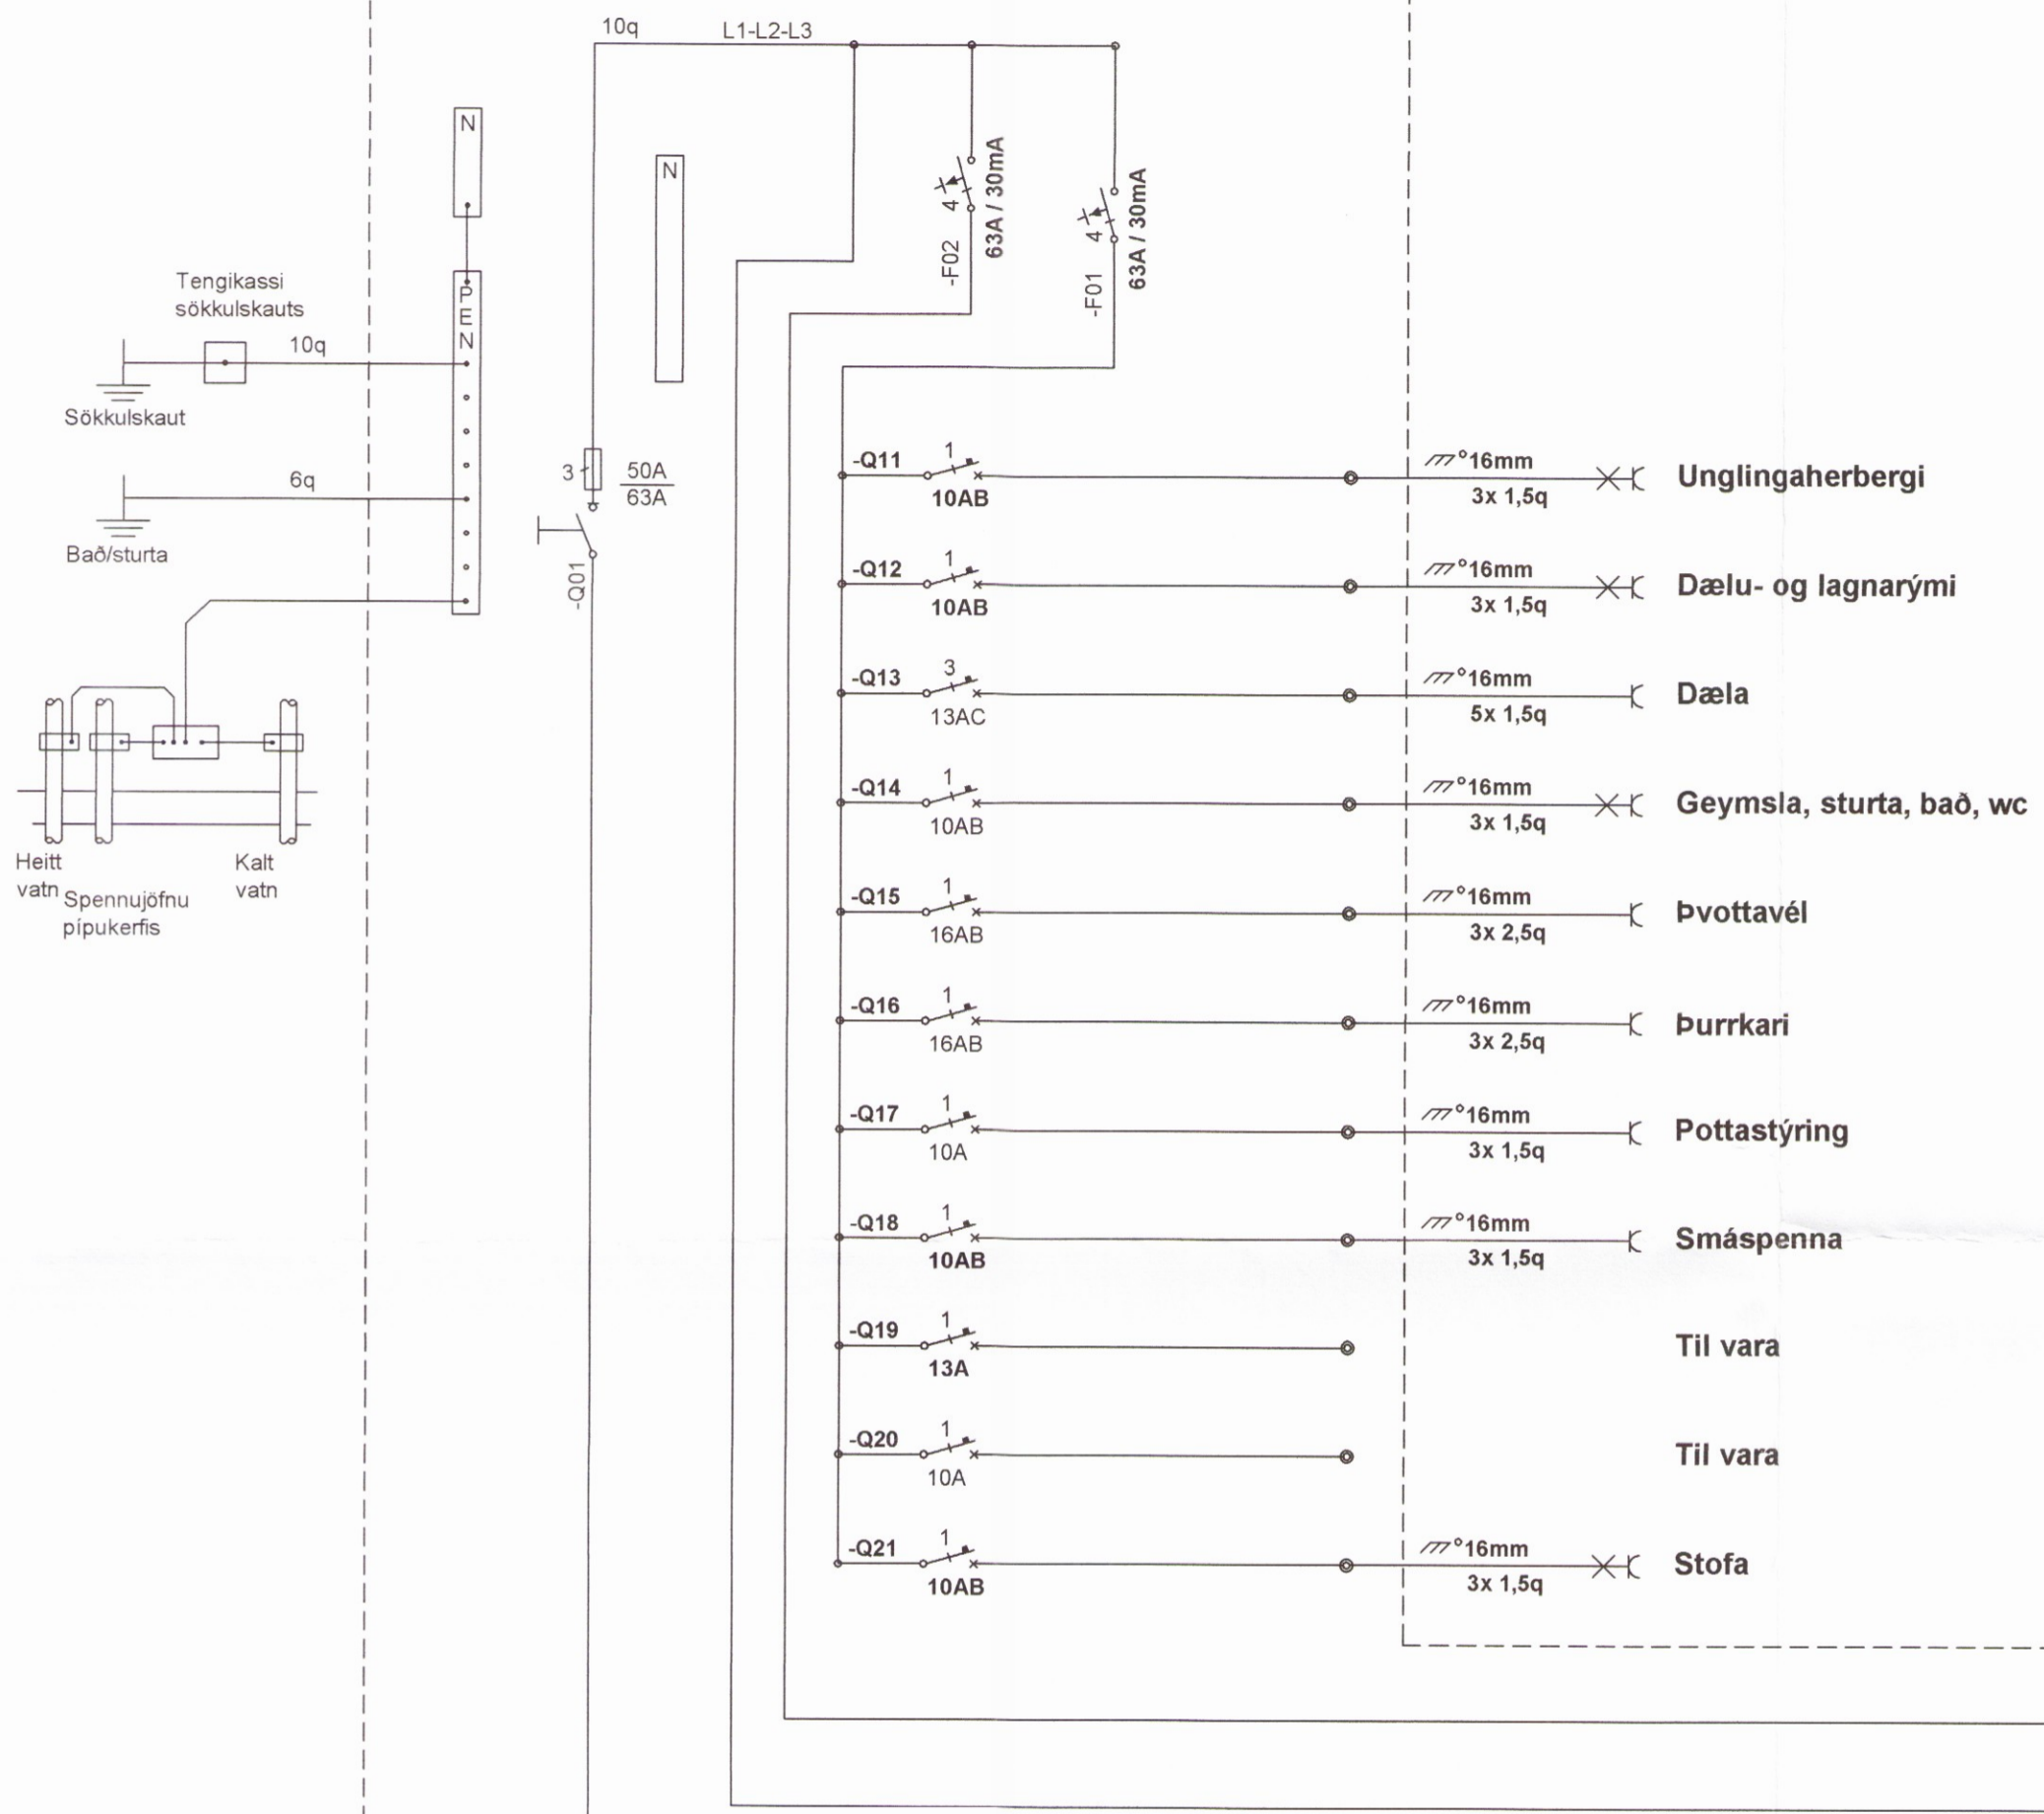 10q
L1-L2-L3
N
N
63A / 30mA
4
-F02
63A / 30mA
4
-F01
Tengikassi
sökkulskauts
P
E
N
10q
Sökkulskaut
6q
Bað/sturta
3
50A
63A
-Q01
Heitt
vatn
Spennujöfnu
pípukerfis
Kalt
vatn
-Q11
1
10AB
°16mm
3x 1,5q
Unglingaherbergi
-Q12
1
10AB
°16mm
3x 1,5q
Dælu- og lagnarými
-Q13
3
13AC
°16mm
5x 1,5q
Dæla
-Q14
1
10AB
°16mm
3x 1,5q
Geymsla, sturta, bað, wc
-Q15
1
16AB
°16mm
3x 2,5q
Þvottavél
-Q16
1
16AB
°16mm
3x 2,5q
Þurrkari
-Q17
1
10A
°16mm
3x 1,5q
Pottastýring
-Q18
1
10AB
°16mm
3x 1,5q
Smáspenna
-Q19
1
13A
Til vara
-Q20
1
10A
Til vara
-Q21
1
10AB
°16mm
3x 1,5q
Stofa